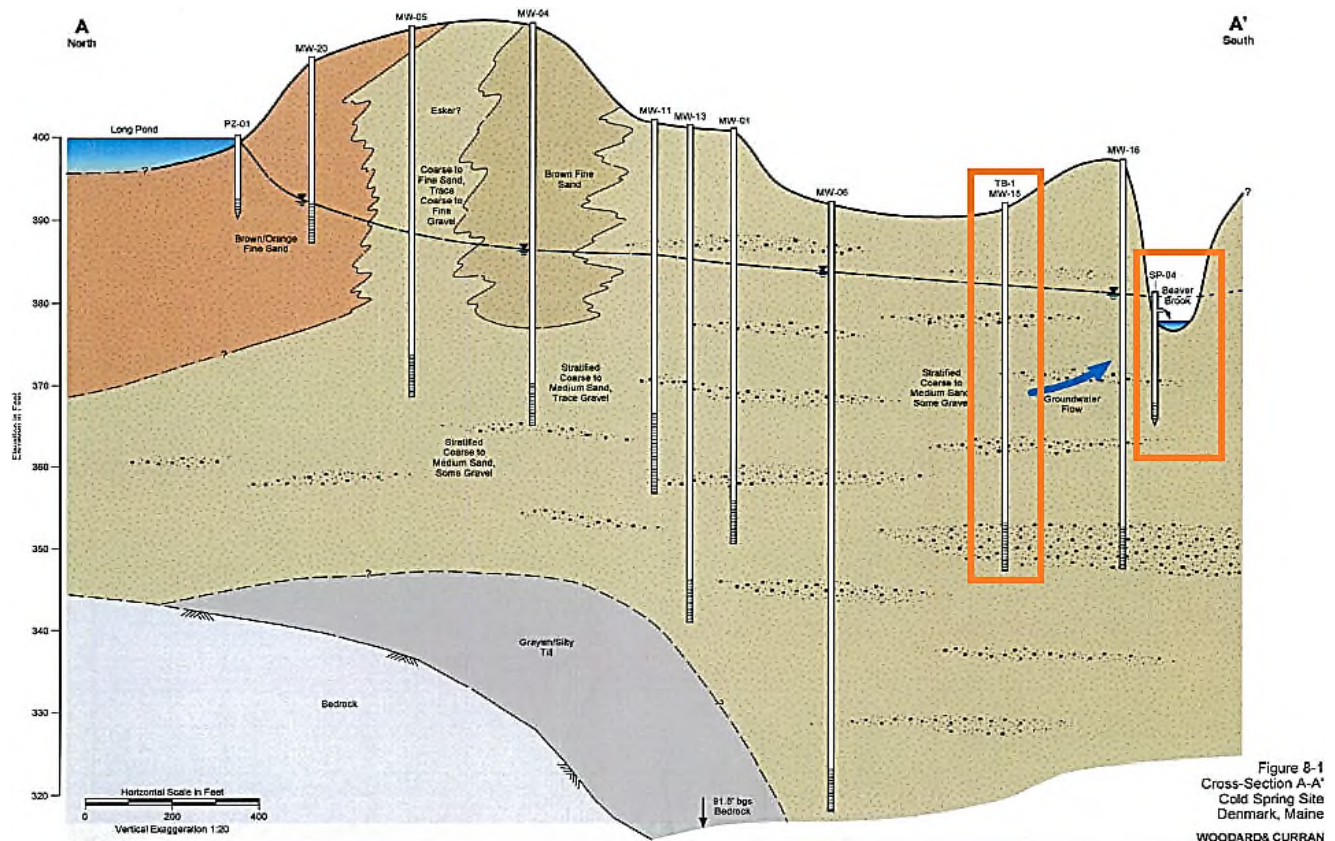 A
North
A'
South
MW-05
MW-04
MW-20
PZ-01
Long Pond
MW-11
MW-13
MW-01
MW-06
TB-1
MW-15
MW-16
SP-04
Beaver
Brook
?
?
Esker?
Coarse to
Fine Sand,
Trace
Coarse to
Fine
Gravel
Brown Fine
Sand
Brown/Orange
Fine Sand
?
Stratified
Coarse to
Medium Sand,
Trace Gravel
Stratified
Coarse to
Medium Sand,
Some Gravel
Stratified
Coarse to
Medium Sand
Some Gravel
Groundwater
Flow
?
Grayish/Silty
Till
?
Bedrock
91.8' bgs
Bedrock
Elevation in Feet
400
390
380
370
360
350
340
330
320
Horizontal Scale in Feet
0 200 400
Vertical Exaggeration 1:20
Figure 8-1
Cross-Section A-A'
Cold Spring Site
Denmark, Maine
WOODARD & CURRAN